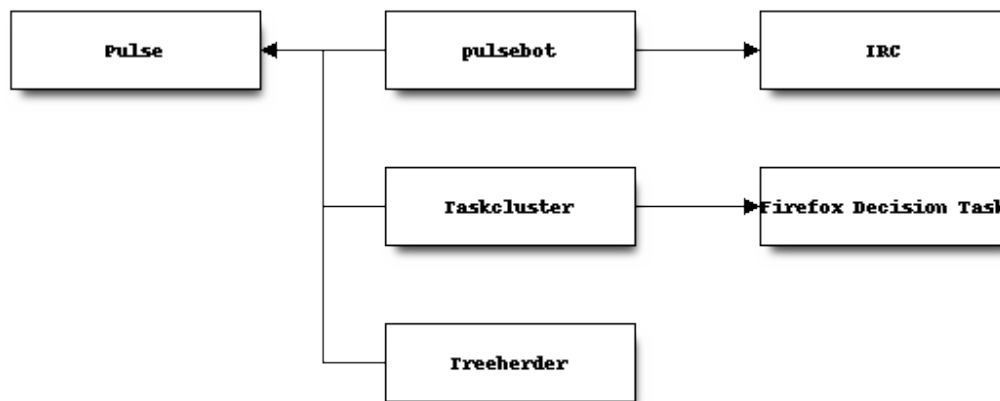 Pulse
pulsebot
IRC
Taskcluster
Firefox Decision Task
Treeherder